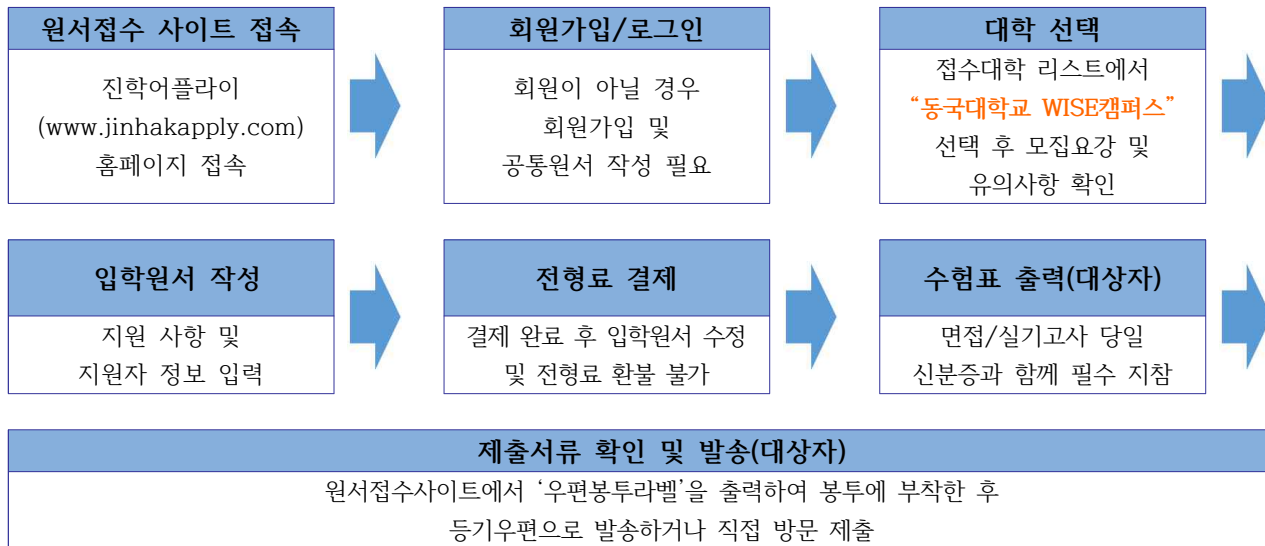 원서접수 사이트 접속
진학어플라이
(www.jinhakapply.com)
홈페이지 접속
회원가입/로그인
회원이 아닐 경우
회원가입 및
공통원서 작성 필요
대학 선택
접수대학 리스트에서
“동국대학교 WISE캠퍼스”
선택 후 모집요강 및
유의사항 확인
입학원서 작성
지원 사항 및
지원자 정보 입력
전형료 결제
결제 완료 후 입학원서 수정
및 전형료 환불 불가
수험표 출력(대상자)
면접/실기고사 당일
신분증과 함께 필수 지참
제출서류 확인 및 발송(대상자)
원서접수사이트에서 ‘우편봉투라벨’을 출력하여 봉투에 부착한 후
등기우편으로 발송하거나 직접 방문 제출